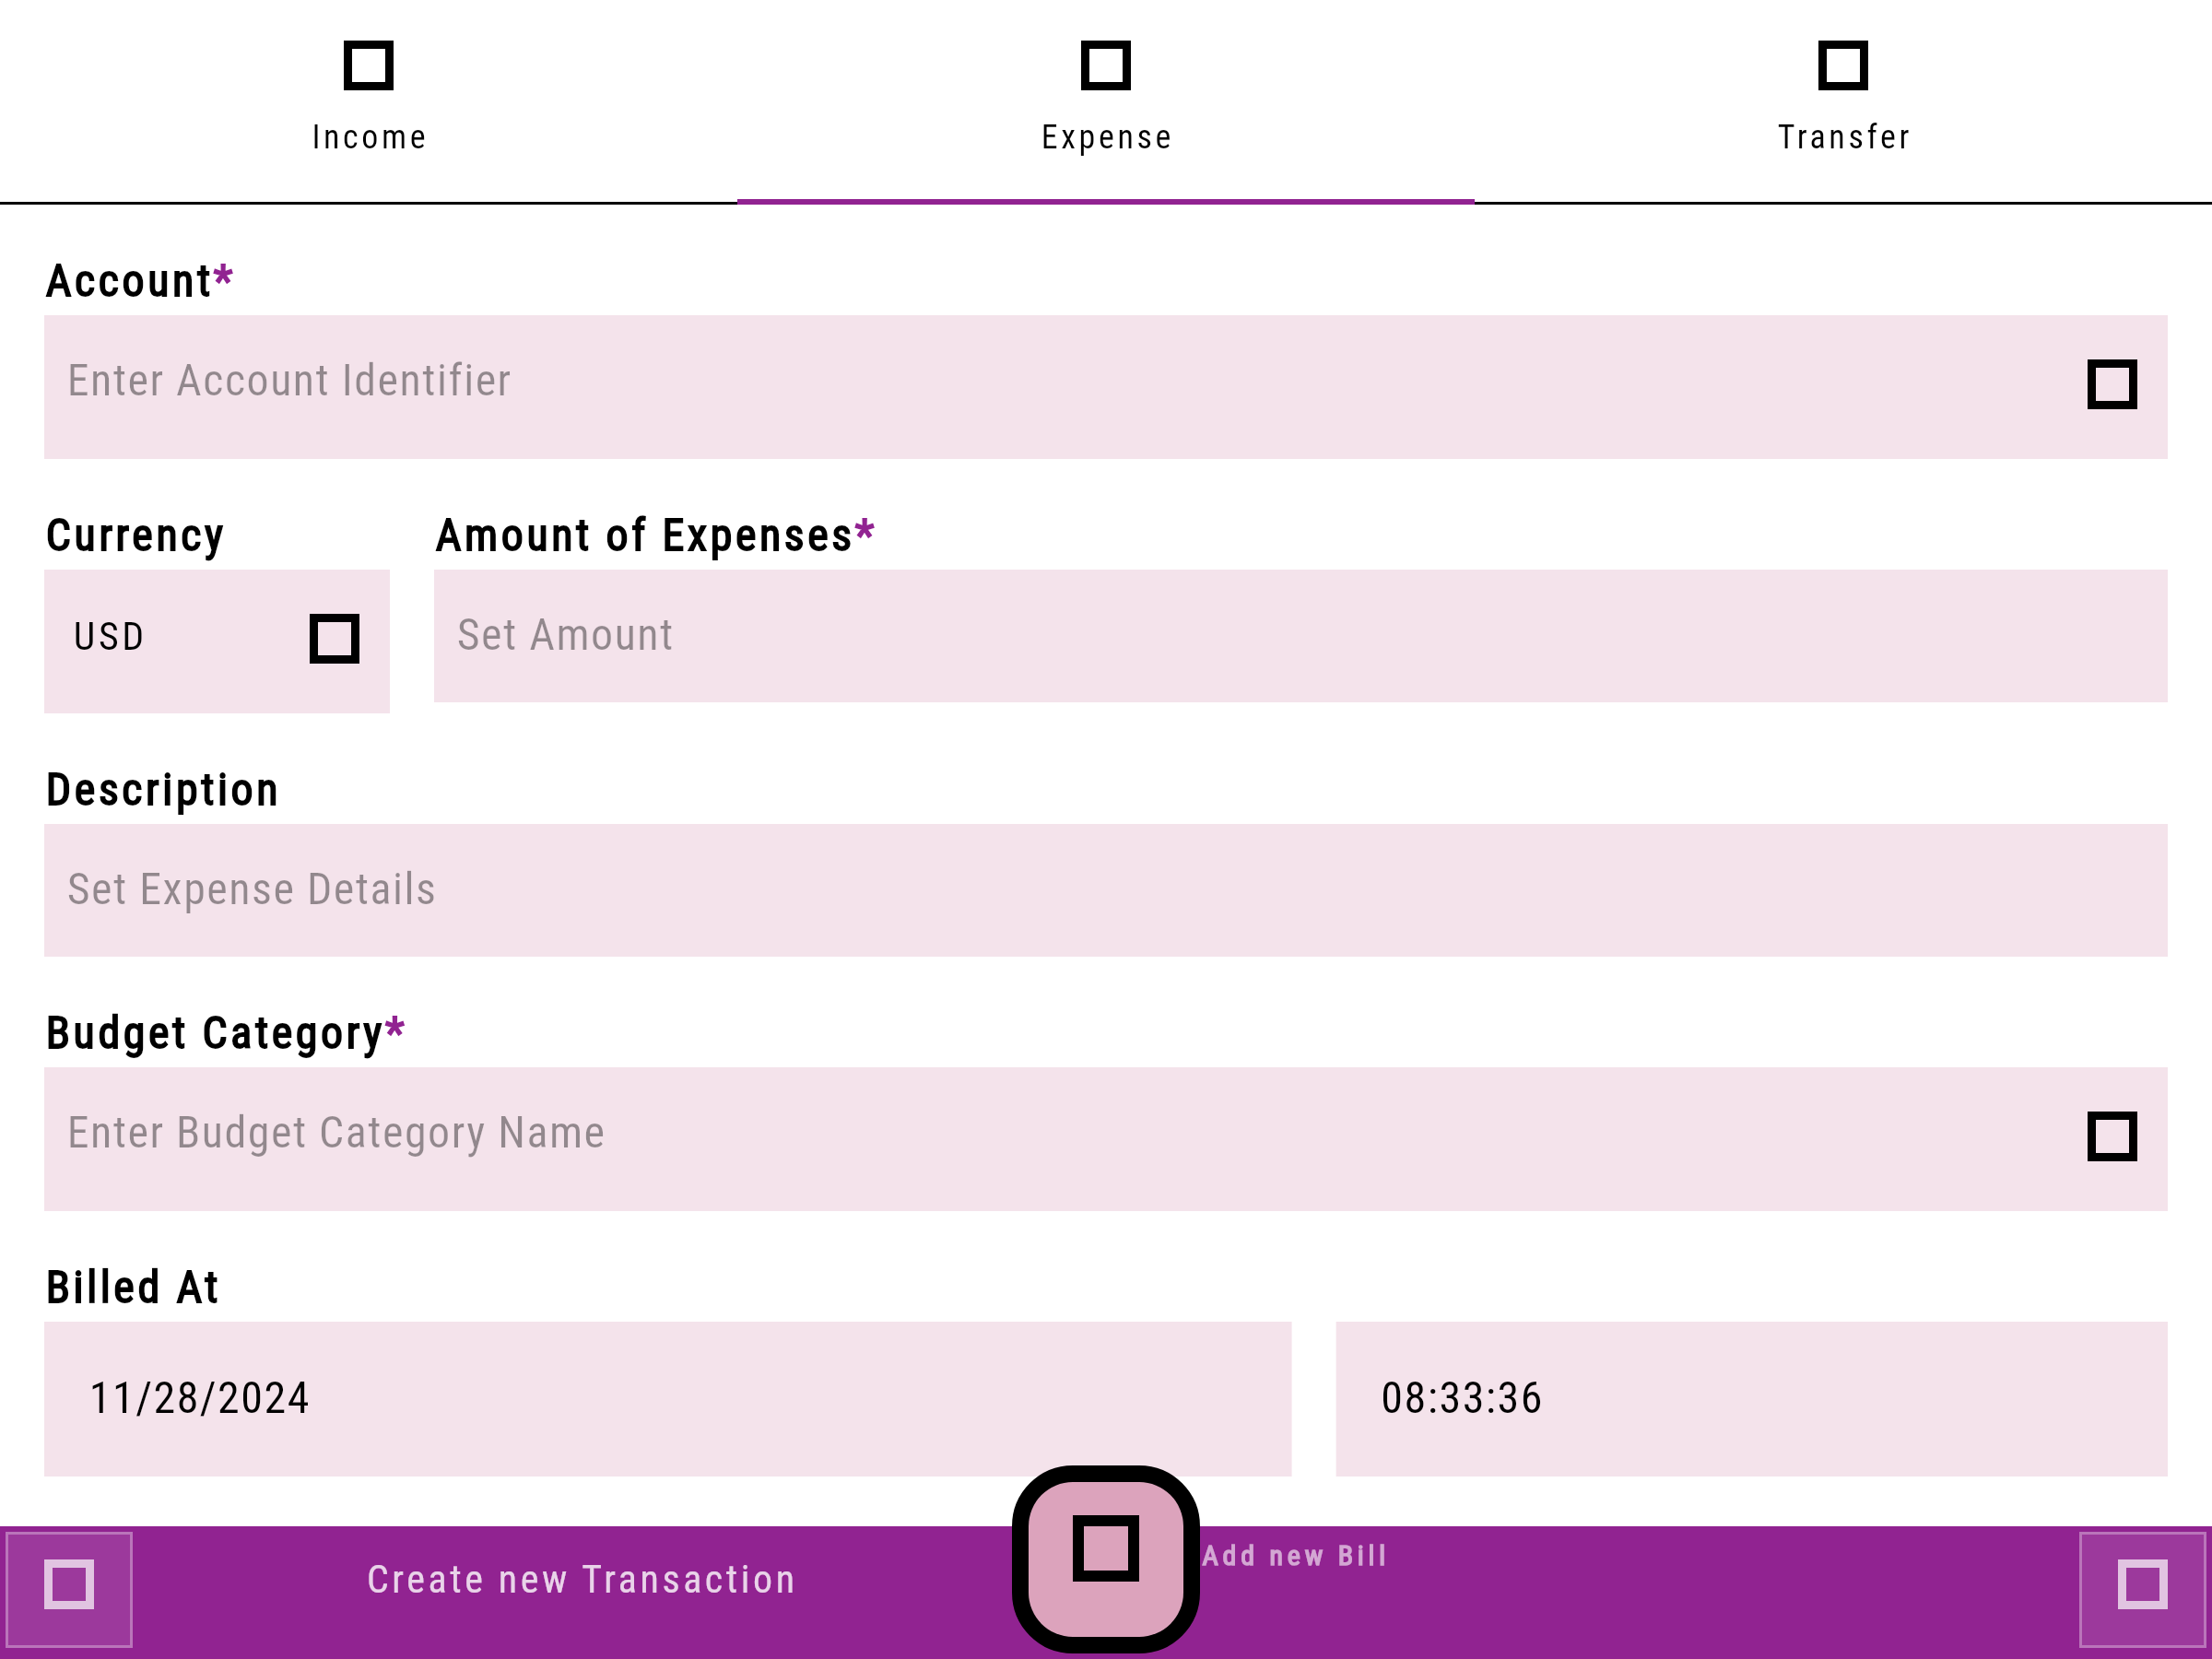 Income Expense Transfer
Account*
Enter Account Identifier
Currency Amount of Expenses*
USD Set Amount
Description
Set Expense Details
Budget Category*
Enter Budget Category Name
Billed At
11/28/2024 08:33:36
Create new Transaction Add new Bill